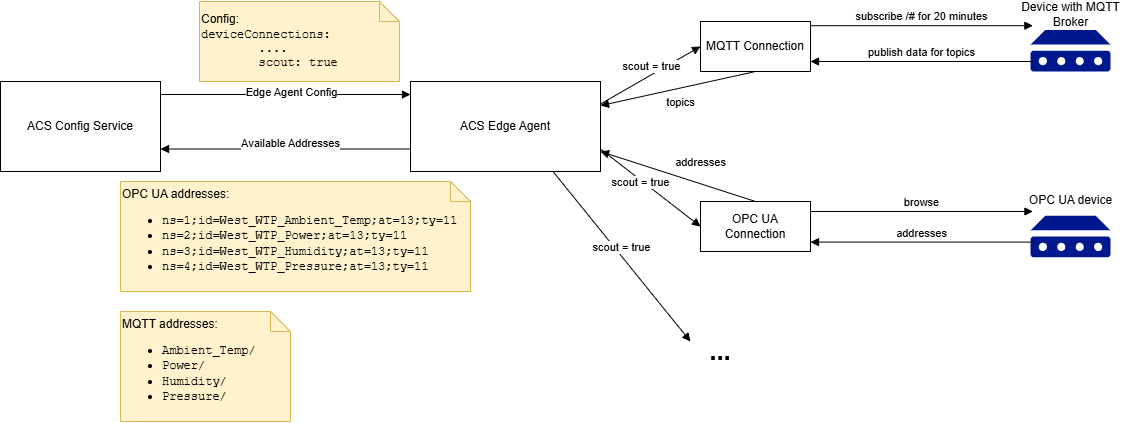 Config:
deviceConnections:
....
scout: true
Device with MQTT
Broker
subscribe /# for 20 minutes
MQTT Connection
publish data for topics
scout = true
topics
Edge Agent Config
ACS Config Service
ACS Edge Agent
Available Addresses
addresses
scout = true
OPC UA addresses:
• ns=1;id=West_WTP_Ambient_Temp;at=13;ty=11
• ns=2;id=West_WTP_Power;at=13;ty=11
• ns=3;id=West_WTP_Humidity;at=13;ty=11
• ns=4;id=West_WTP_Pressure;at=13;ty=11
OPC UA
Connection
browse
OPC UA device
addresses
scout = true
MQTT addresses:
• Ambient_Temp/
• Power/
• Humidity/
• Pressure/
...